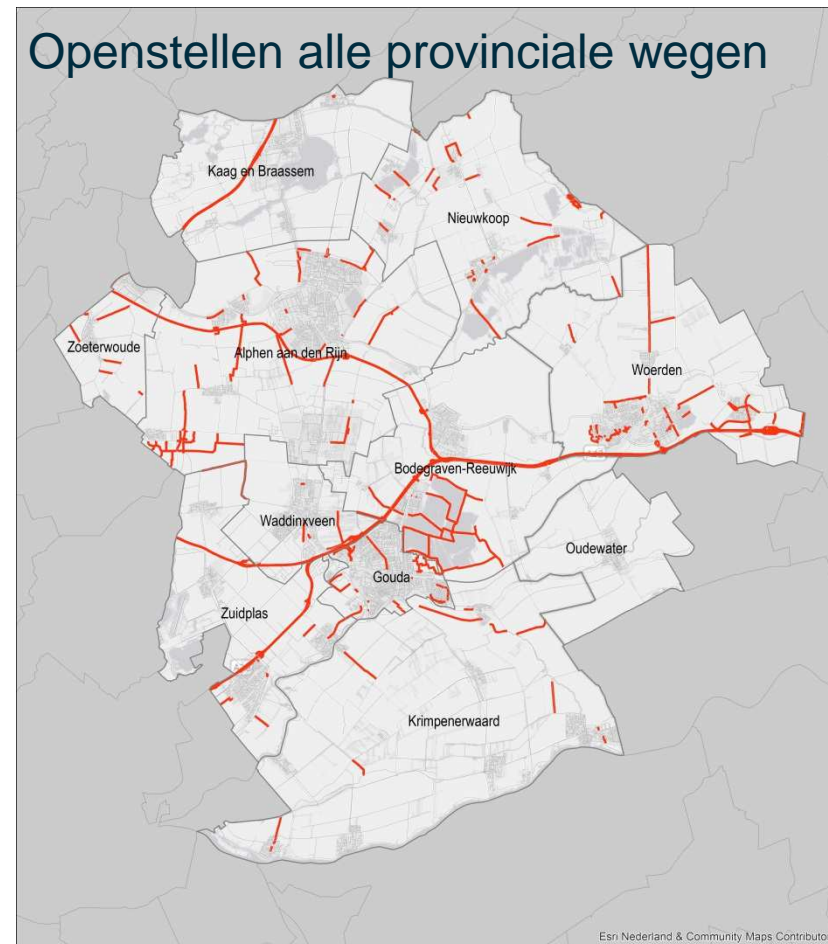 Openstellen alle provinciale wegen
Kaag en Braassem
Nieuwkoop
Zoeterwoude
Alphen aan den Rijn
Woerden
Bodegraven-Reeuwijk
Waddinxveen
Oudewater
Gouda
Zuidplas
Krimpenerwaard
Esri Nederland & Community Maps Contributo